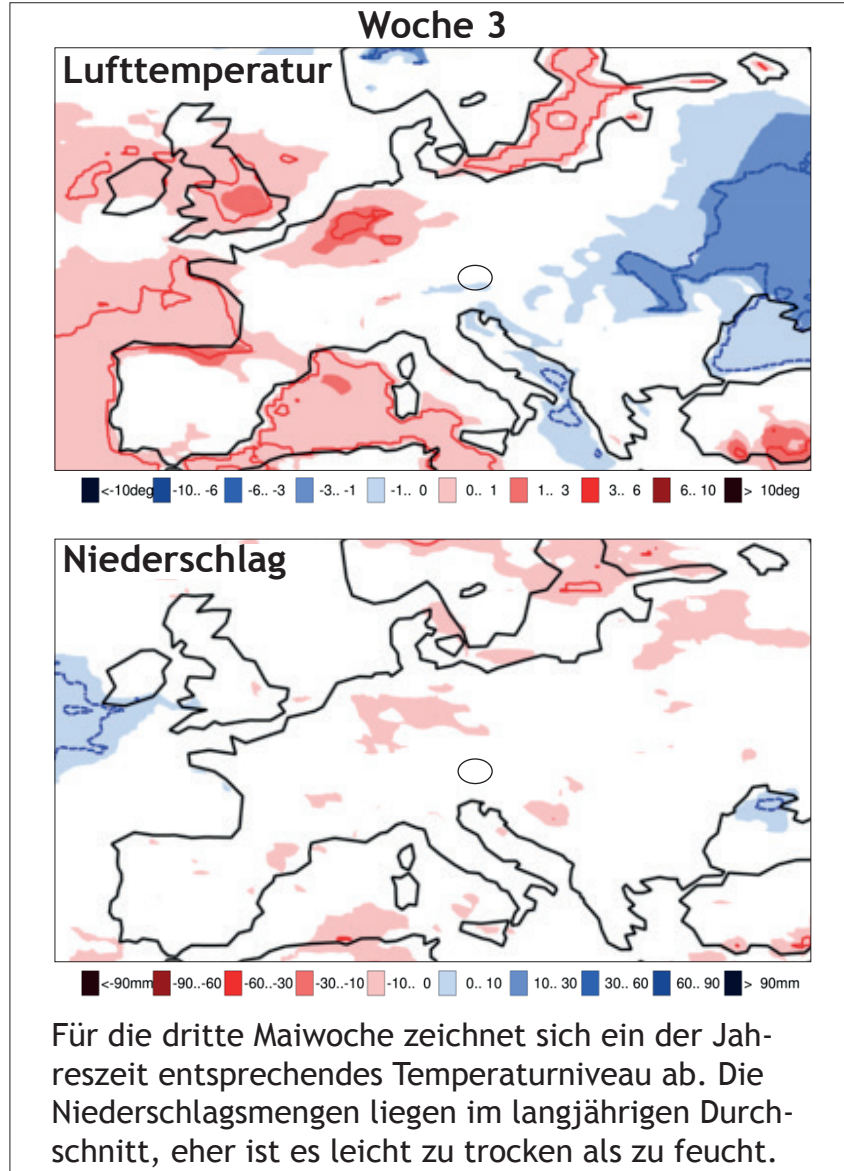 Woche 3
Lufttemperatur
<-10deg -10.. -6 -6.. -3 -3.. -1 -1.. 0 0.. 1 1.. 3 3.. 6 6.. 10 > 10deg
Niederschlag
<-90mm -90..-60 -60..-30 -30..-10 -10.. 0 0.. 10 10.. 30 30.. 60 60.. 90 > 90mm
Für die dritte Maiwoche zeichnet sich ein der Jah-
reszeit entsprechendes Temperaturniveau ab. Die
Niederschlagsmengen liegen im langjährigen Durch-
schnitt, eher ist es leicht zu trocken als zu feucht.